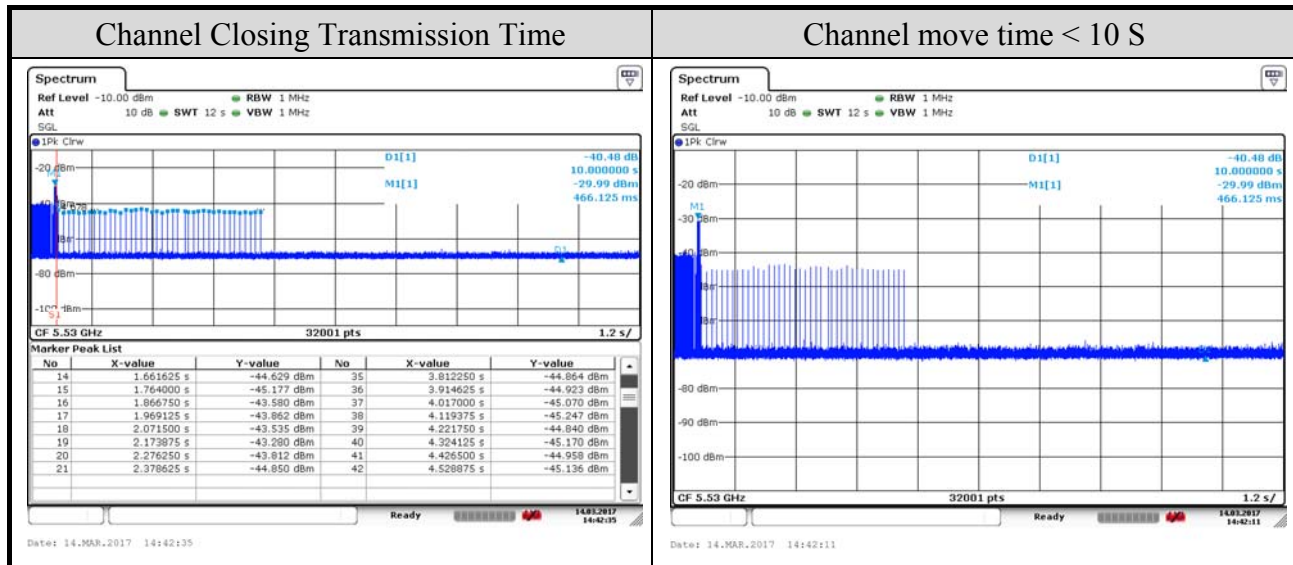 Channel Closing Transmission Time
Channel move time < 10 S
Spectrum
Ref Level -10.00 dBm RBW 1 MHz
Att 10 dB SWT 12 s VBW 1 MHz
SGL
1Pk Clrw
D1[1] -40.48 dB
10.000000 s
M1[1] -29.99 dBm
466.125 ms
-20 dBm
-80 dBm
S1
CF 5.53 GHz 32001 pts 1.2 s/
Marker Peak List
No X-value Y-value No X-value Y-value
14 1.661625 s -44.629 dBm 35 3.812250 s -44.864 dBm
15 1.764000 s -45.177 dBm 36 3.914625 s -44.923 dBm
16 1.866750 s -43.580 dBm 37 4.017000 s -45.070 dBm
17 1.969125 s -43.862 dBm 38 4.119375 s -45.247 dBm
18 2.071500 s -43.535 dBm 39 4.221750 s -44.840 dBm
19 2.173875 s -43.280 dBm 40 4.324125 s -45.170 dBm
20 2.276250 s -43.812 dBm 41 4.426500 s -44.958 dBm
21 2.378625 s -44.850 dBm 42 4.528875 s -45.136 dBm
Ready 14.03.2017
14:42:35
Date: 14.MAR.2017 14:42:35
Spectrum
Ref Level -10.00 dBm RBW 1 MHz
Att 10 dB SWT 12 s VBW 1 MHz
SGL
1Pk Clrw
D1[1] -40.48 dB
10.000000 s
-20 dBm
M1[1] -29.99 dBm
466.125 ms
M1
-30 dBm
-80 dBm
-90 dBm
-100 dBm
CF 5.53 GHz 32001 pts 1.2 s/
Ready 14.03.2017
14:42:11
Date: 14.MAR.2017 14:42:11